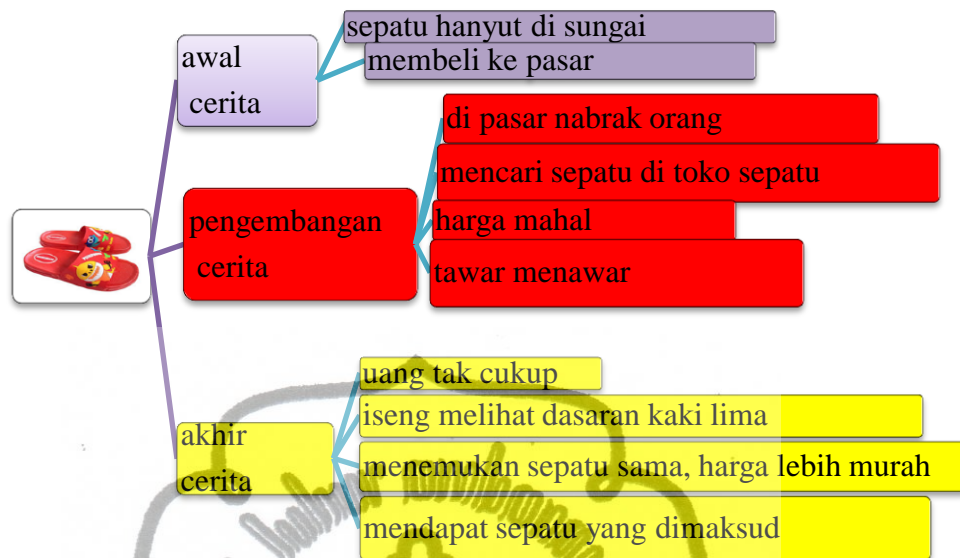 awal
cerita
sepatu hanyut di sungai
membeli ke pasar
pengembangan
cerita
di pasar nabrak orang
mencari sepatu di toko sepatu
harga mahal
tawar menawar
akhir
cerita
uang tak cukup
iseng melihat dasaran kaki lima
menemukan sepatu sama, harga lebih murah
mendapat sepatu yang dimaksud